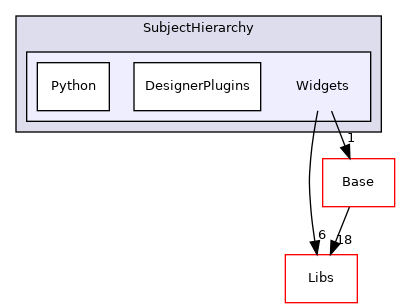 SubjectHierarchy
Python
DesignerPlugins
Widgets
1
Base
6
18
Libs